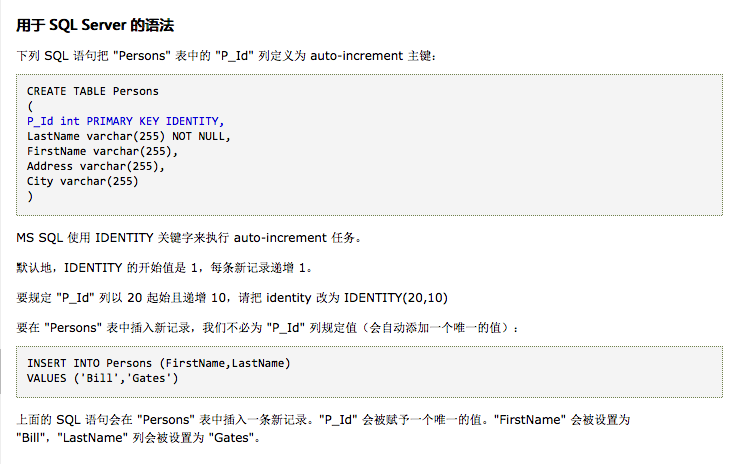 用于 SQL Server 的语法
下列 SQL 语句把 "Persons" 表中的 "P_Id" 列定义为 auto-increment 主键：
CREATE TABLE Persons
(
P_Id int PRIMARY KEY IDENTITY,
LastName varchar(255) NOT NULL,
FirstName varchar(255),
Address varchar(255),
City varchar(255)
)
MS SQL 使用 IDENTITY 关键字来执行 auto-increment 任务。
默认地，IDENTITY 的开始值是 1，每条新记录递增 1。
要规定 "P_Id" 列以 20 起始且递增 10，请把 identity 改为 IDENTITY(20,10)
要在 "Persons" 表中插入新记录，我们不必为 "P_Id" 列规定值（会自动添加一个唯一的值）：
INSERT INTO Persons (FirstName,LastName)
VALUES ('Bill','Gates')
上面的 SQL 语句会在 "Persons" 表中插入一条新记录。"P_Id" 会被赋予一个唯一的值。"FirstName" 会被设置为
"Bill"，"LastName" 列会被设置为 "Gates"。